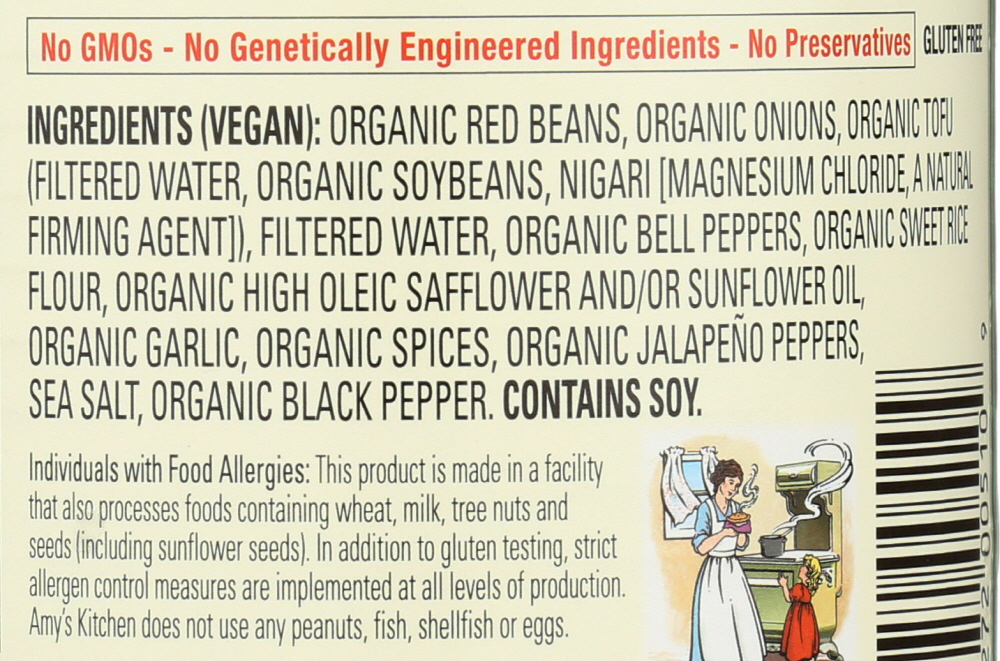 No GMOs - No Genetically Engineered Ingredients - No Preservatives GLUTEN FREE
INGREDIENTS (VEGAN): ORGANIC RED BEANS, ORGANIC ONIONS, ORGANIC TOFU
(FILTERED WATER, ORGANIC SOYBEANS, NIGARI [MAGNESIUM CHLORIDE, A NATURAL
FIRMING AGENT]), FILTERED WATER, ORGANIC BELL PEPPERS, ORGANIC SWEET RICE
FLOUR, ORGANIC HIGH OLEIC SAFFLOWER AND/OR SUNFLOWER OIL,
ORGANIC GARLIC, ORGANIC SPICES, ORGANIC JALAPEÑO PEPPERS,
SEA SALT, ORGANIC BLACK PEPPER. CONTAINS SOY.
Individuals with Food Allergies: This product is made in a facility
that also processes foods containing wheat, milk, tree nuts and
seeds (including sunflower seeds). In addition to gluten testing, strict
allergen control measures are implemented at all levels of production.
Amy's Kitchen does not use any peanuts, fish, shellfish or eggs.
27200510 9